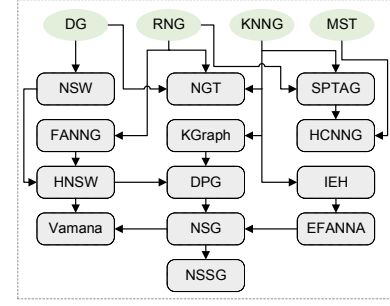 DG RNG KNNG MST
NSW NGT SPTAG
FANNG KGraph HCNNG
HNSW DPG IEH
Vamana NSG EFANNA
NSSG